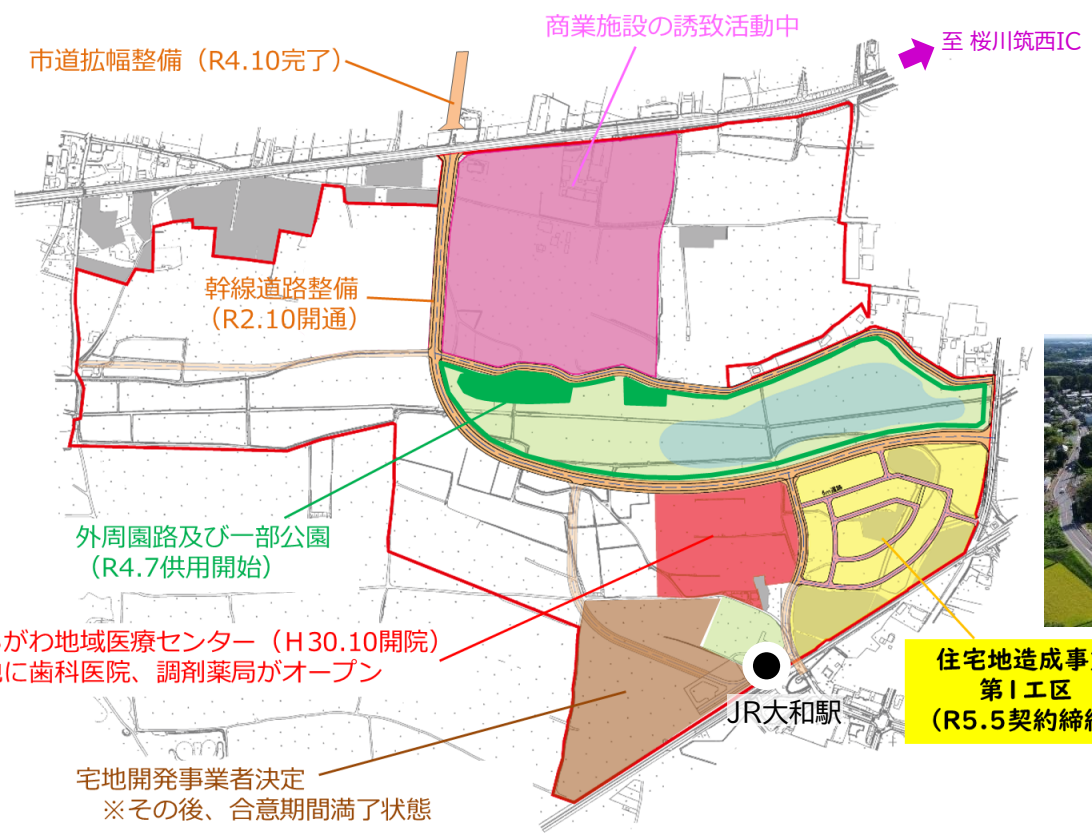 商業施設の誘致活動中
至 桜川筑西IC
市道拡幅整備（R4.10完了）
幹線道路整備
（R2.10開通）
外周園路及び一部公園
（R4.7供用開始）
がわ地域医療センター（H30.10開院）
に歯科医院、調剤薬局がオープン
住宅地造成事
第1工区
（R5.5契約締
JR大和駅
宅地開発事業者決定
※その後、合意期間満了状態